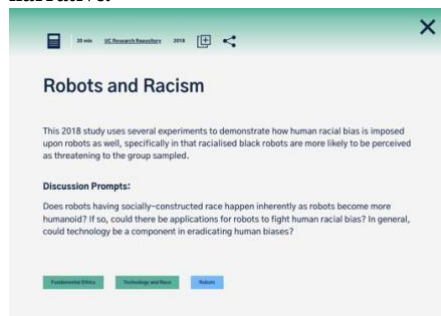 20 min UC Research Repository 2018
Robots and Racism
This 2018 study uses several experiments to demonstrate how human racial bias is imposed
upon robots as well, specifically in that racialised black robots are more likely to be perceived
as threatening to the group sampled.
Discussion Prompts:
Does robots having socially-constructed race happen inherently as robots become more
humanoid? If so, could there be applications for robots to fight human racial bias? In general,
could technology be a component in eradicating human biases?
Fundamental Ethics Technology and Race Robots